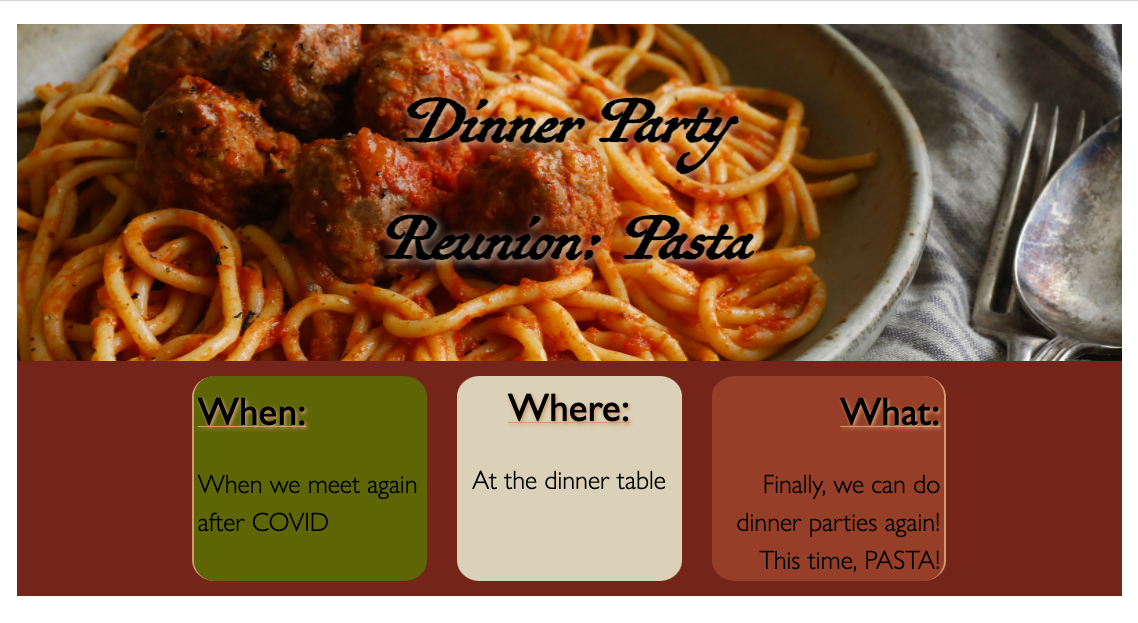 Dinner Party
Reunion: Pasta
When:
When we meet again
after COVID
Where:
At the dinner table
What:
Finally, we can do
dinner parties again!
This time, PASTA!